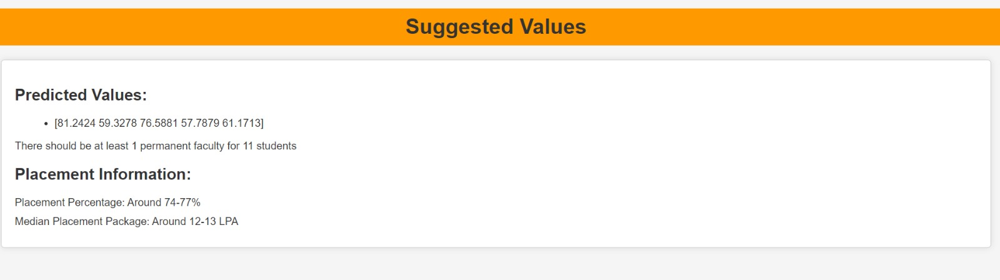 Suggested Values
Predicted Values:
• [81.2424 59.3278 76.5881 57.7879 61.1713]
There should be at least 1 permanent faculty for 11 students
Placement Information:
Placement Percentage: Around 74-77%
Median Placement Package: Around 12-13 LPA